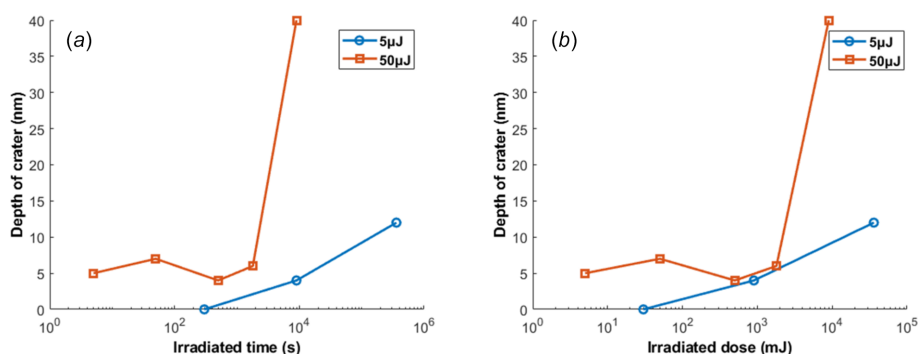 (a)
5µJ
50µJ
40
35
30
25
20
15
10
5
0
10^0
10^2
10^4
10^6
Depth of crater (nm)
Irradiated time (s)
(b)
5µJ
50µJ
40
35
30
25
20
15
10
5
0
10^0
10^1
10^2
10^3
10^4
10^5
Depth of crater (nm)
Irradiated dose (mJ)